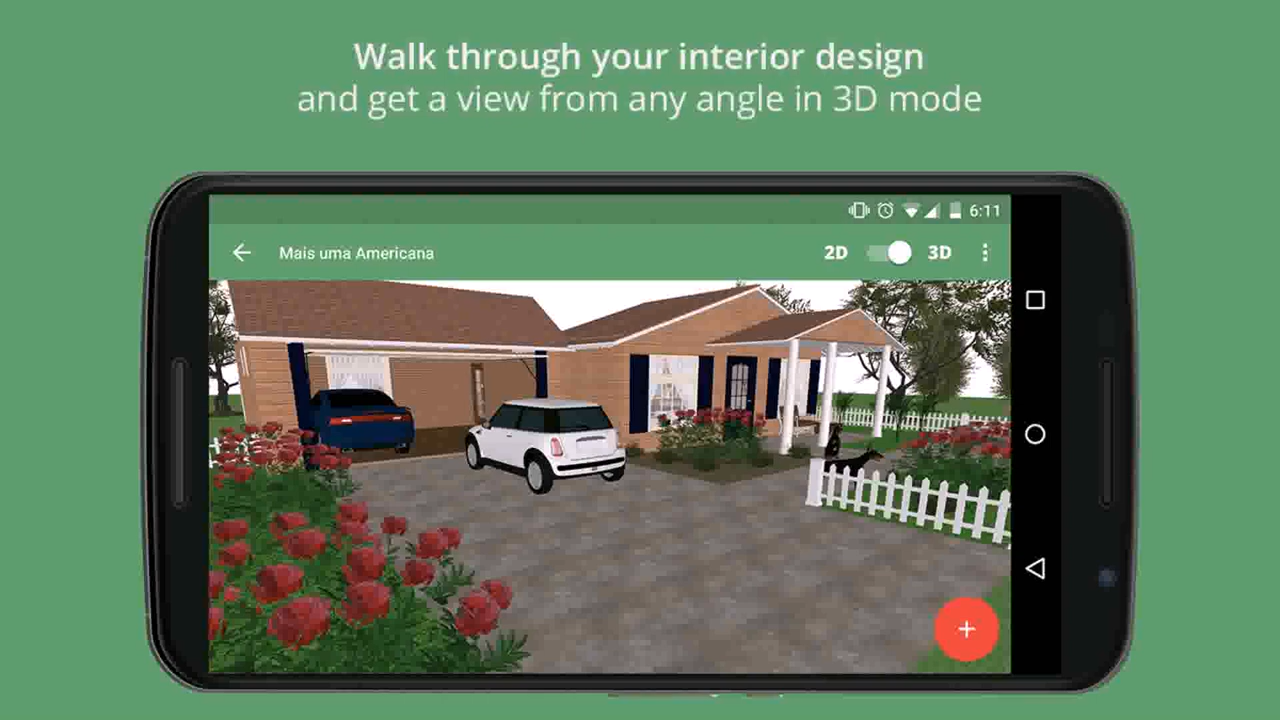 Walk through your interior design
and get a view from any angle in 3D mode
6:11
Mais uma Americana 2D 3D